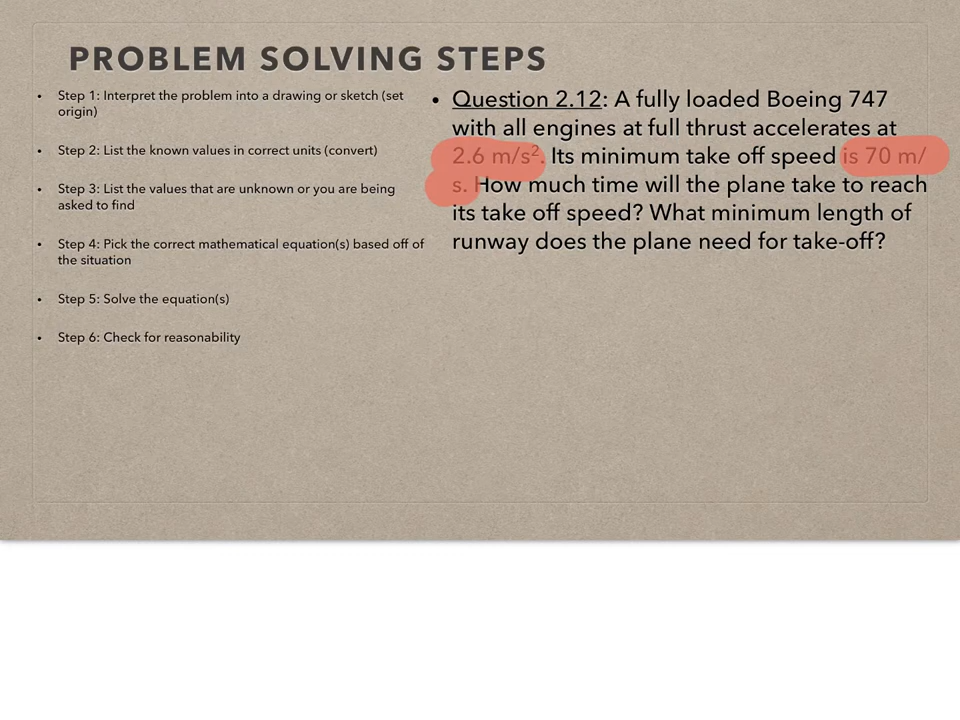 PROBLEM SOLVING STEPS
• Step 1: Interpret the problem into a drawing or sketch (set
origin)
• Step 2: List the known values in correct units (convert)
• Step 3: List the values that are unknown or you are being
asked to find
• Step 4: Pick the correct mathematical equation(s) based off of
the situation
• Step 5: Solve the equation(s)
• Step 6: Check for reasonability
• Question 2.12: A fully loaded Boeing 747
with all engines at full thrust accelerates at
2.6 m/s². Its minimum take off speed is 70 m/
s. How much time will the plane take to reach
its take off speed? What minimum length of
runway does the plane need for take-off?